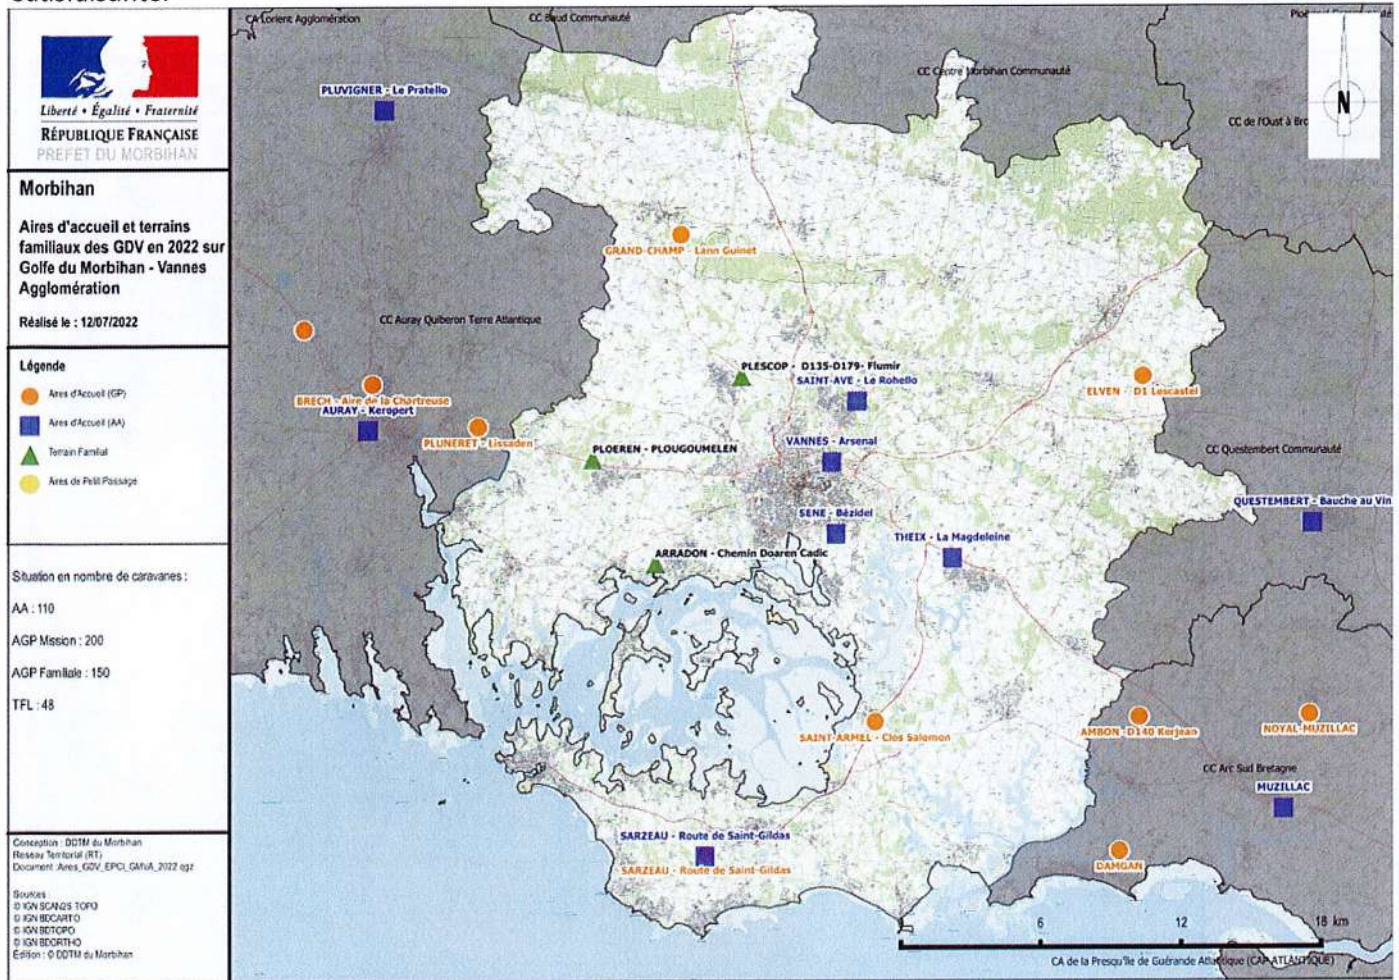 Liberté • Égalité • Fraternité
RÉPUBLIQUE FRANÇAISE
PREFET DU MORBIHAN
Morbihan
Aires d'accueil et terrains
familiaux des GDV en 2022 sur
Golfe du Morbihan - Vannes
Agglomération
Réalisé le : 12/07/2022
Légende
Aires d'Accueil (GP)
Aires d'Accueil (AA)
Terrain Familial
Aires de Petit Passage
Situation en nombre de caravanes :
AA : 110
AGP Mission : 200
AGP Familiale : 150
TFL : 48
Conception : DDTM du Morbihan
Reseau Territorial (RT)
Document :Aires_GDV_EPCI_GMVA_2022.qgz
Sources :
© IGN SCAN25 TOPO
© IGN BDCARTO
© IGN BDTOPO
© IGN BDORTHO
Édition : © DDTM du Morbihan
CA Lorient Agglomération
CC Baud Communauté
CC Centre Morbihan Communauté
CC de l'Oust à Bro
N
PLUVIGNER - Le Pratello
GRAND-CHAMP - Lann Guinet
CC Auray Quiberon Terre Atlantique
PLESCOP - D135-D179- Flumir
SAINT-AVE - Le Rohello
ELVEN - D1 Lescastel
BRECH - Aire de la Chartreuse
AURAY - Keropert
PLUNERET - Lissaden
PLOEREN - PLOUGOUMELEN
VANNES - Arsenal
CC Questembert Communauté
QUESTEMBERT - Bauche au Vin
SENE - Bézidel
THEIX - La Magdeleine
ARRADON - Chemin Doaren Cadic
SAINT-ARMEL - Clos Salomon
AMBON -D140 Kerjean
NOYAL-MUZILLAC
CC Arc Sud Bretagne
MUZILLAC
SARZEAU - Route de Saint-Gildas
SARZEAU - Route de Saint-Gildas
DAMGAN
6 12 18 km
CA de la Presqu'île de Guérande Atlantique (CAP ATLANTIQUE)